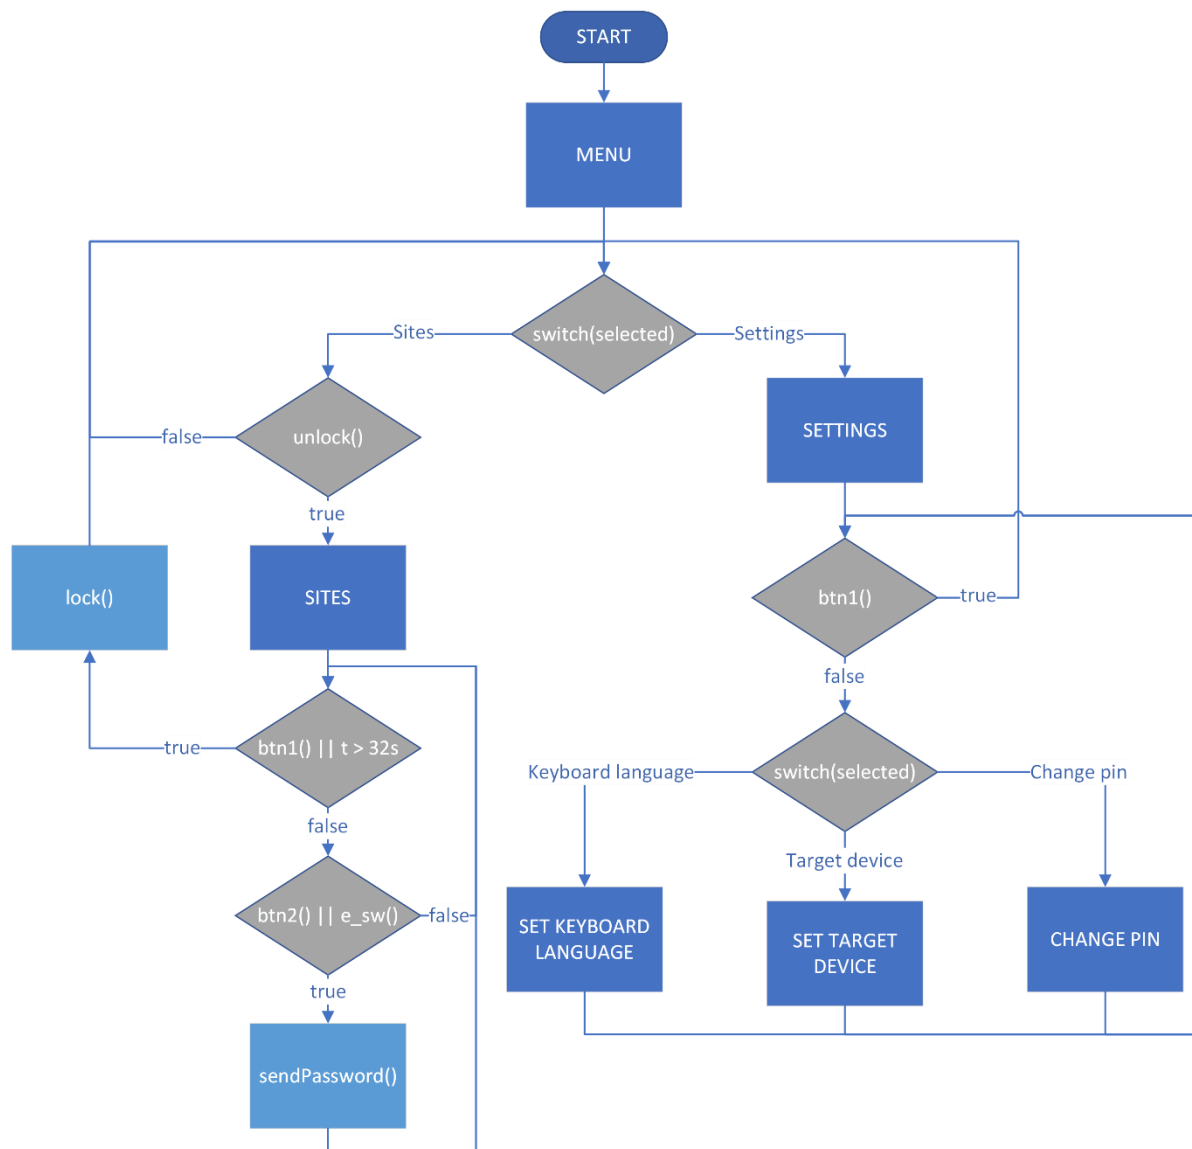 START
MENU
switch(selected)
Sites
Settings
unlock()
false
true
SETTINGS
lock()
SITES
btn1()
true
false
btn1() || t > 32s
true
false
switch(selected)
Keyboard language
Change pin
Target device
btn2() || e_sw()
false
true
SET KEYBOARD
LANGUAGE
SET TARGET
DEVICE
CHANGE PIN
sendPassword()